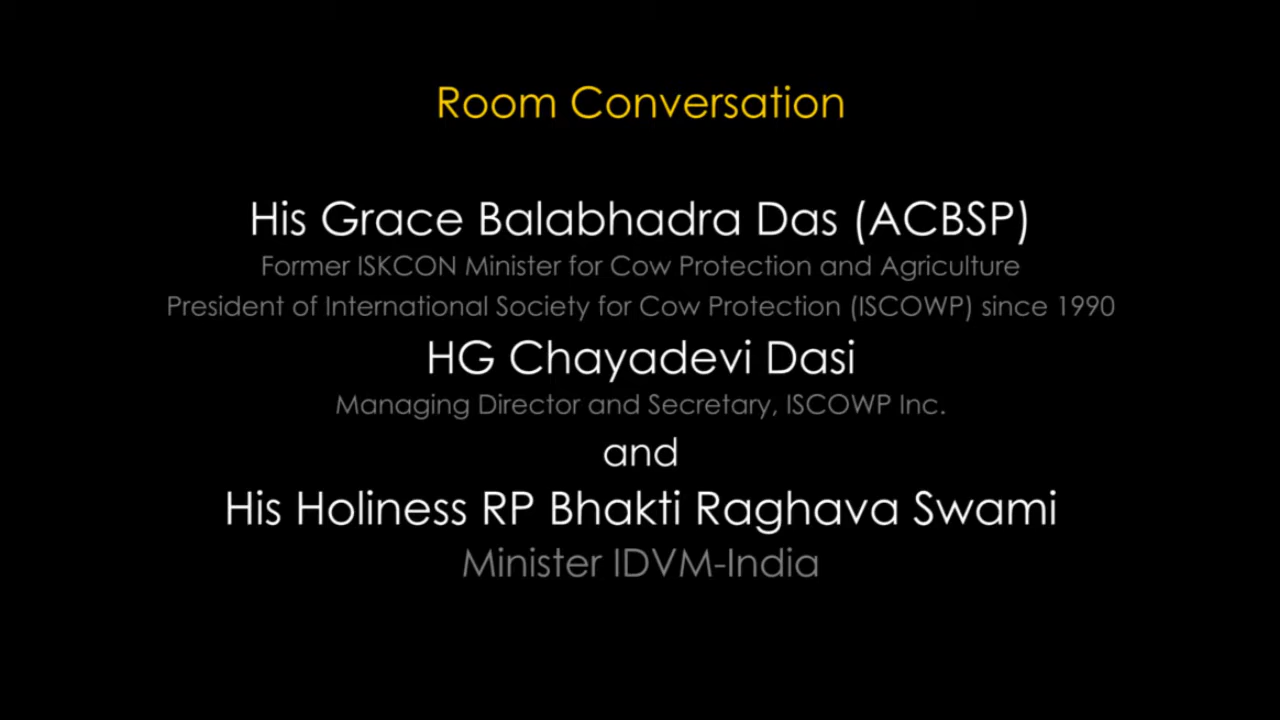 Room Conversation
His Grace Balabhadra Das (ACBSP)
Former ISKCON Minister for Cow Protection and Agriculture
President of International Society for Cow Protection (ISCOWP) since 1990
HG Chayadevi Dasi
Managing Director and Secretary, ISCOWP Inc.
and
His Holiness RP Bhakti Raghava Swami
Minister IDVM-India